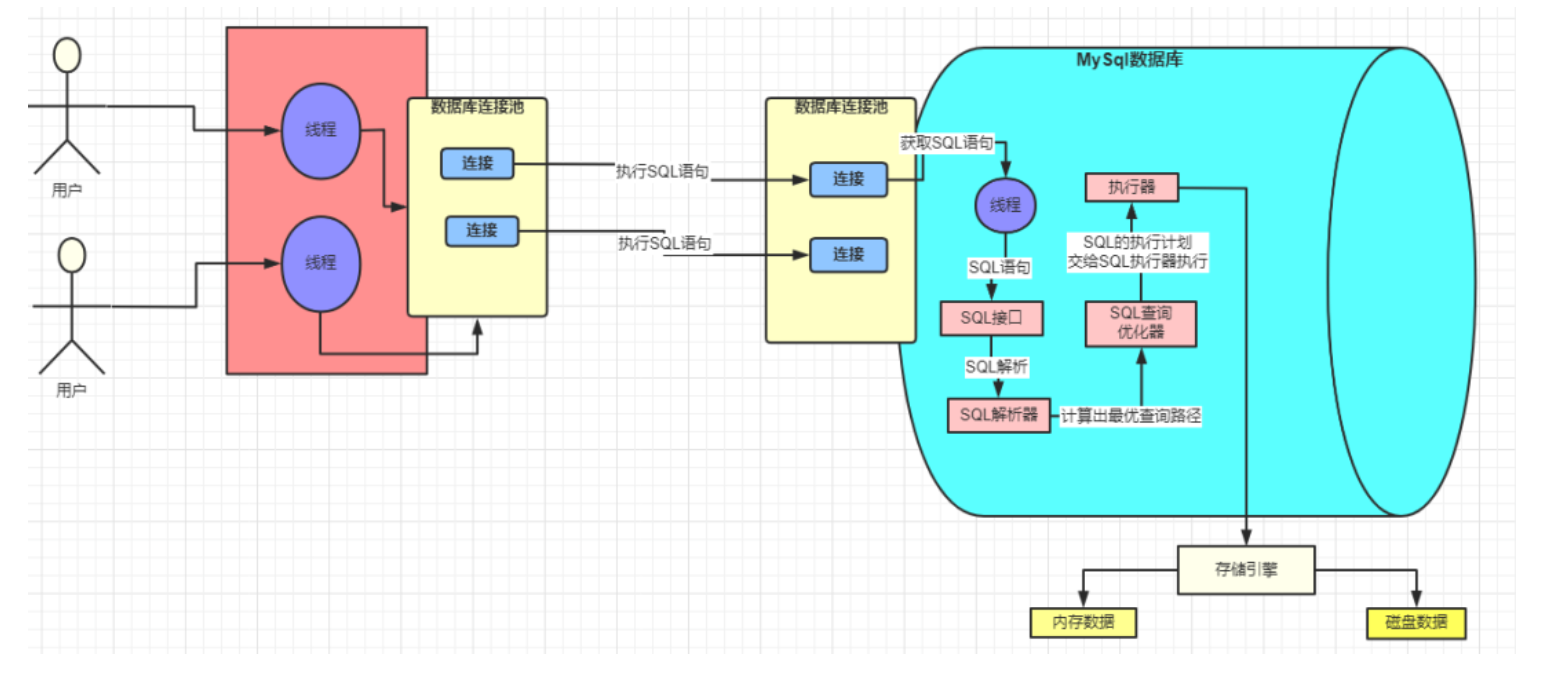 用户
用户
线程
线程
数据库连接池
连接
连接
执行SQL语句
执行SQL语句
数据库连接池
连接
连接
MySql数据库
获取SQL语句
线程
SQL语句
SQL接口
SQL解析
SQL解析器
计算出最优查询路径
SQL查询
优化器
SQL的执行计划
交给SQL执行器执行
执行器
存储引擎
内存数据
磁盘数据